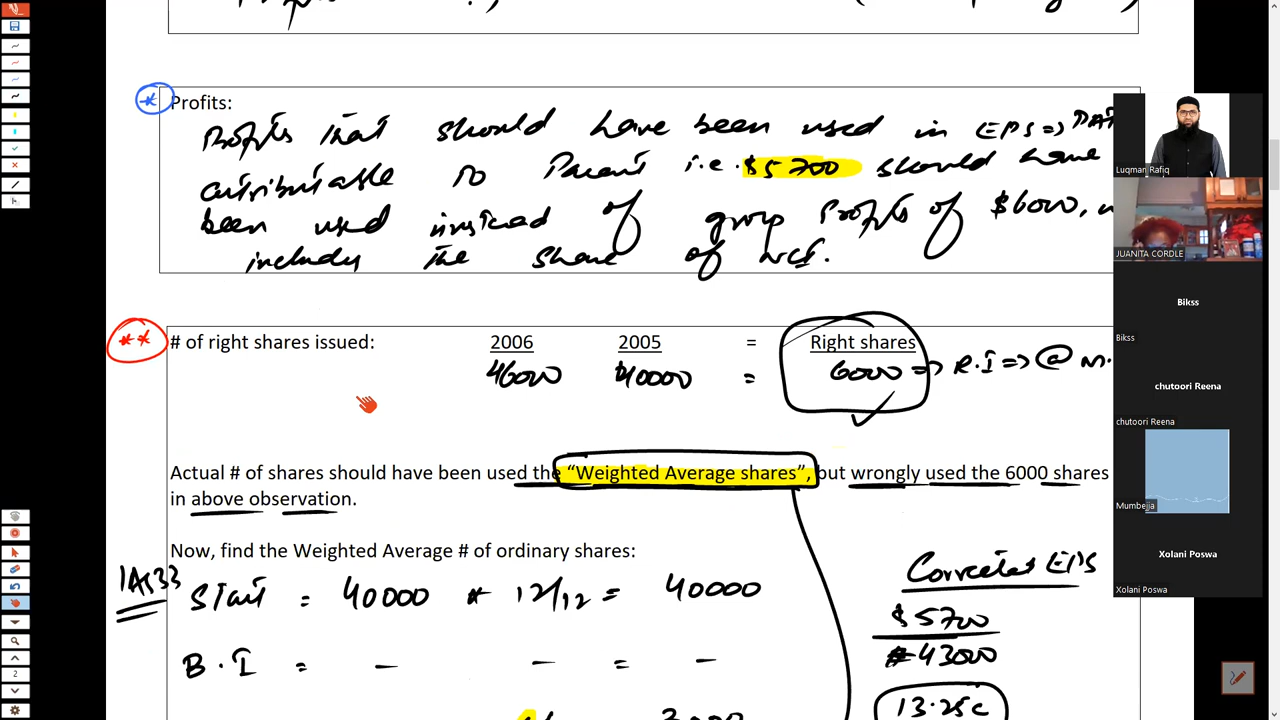 Profits:
Profits that should have been used in EPS => PAT
attributable to Parent i.e. $5700 should have
been used instead of group profits of $6000,
include the share of NCI.
# of right shares issued: 2006 2005 = Right shares
46000 40000 = 6000 => R.I => @ M.
Actual # of shares should have been used the “Weighted Average shares”, but wrongly used the 6000 shares
in above observation.
Now, find the Weighted Average # of ordinary shares:
IAS33
Start = 40000 * 12/12 = 40000
B.I = - - = -
3000
Corrected EPS
$5700
43000
13.25c
Luqman Rafiq
JUANITA CORDLE
Bikss
Bikss
chutoori Reena
chutoori Reena
Mumbejja
Xolani Poswa
Xolani Poswa
2